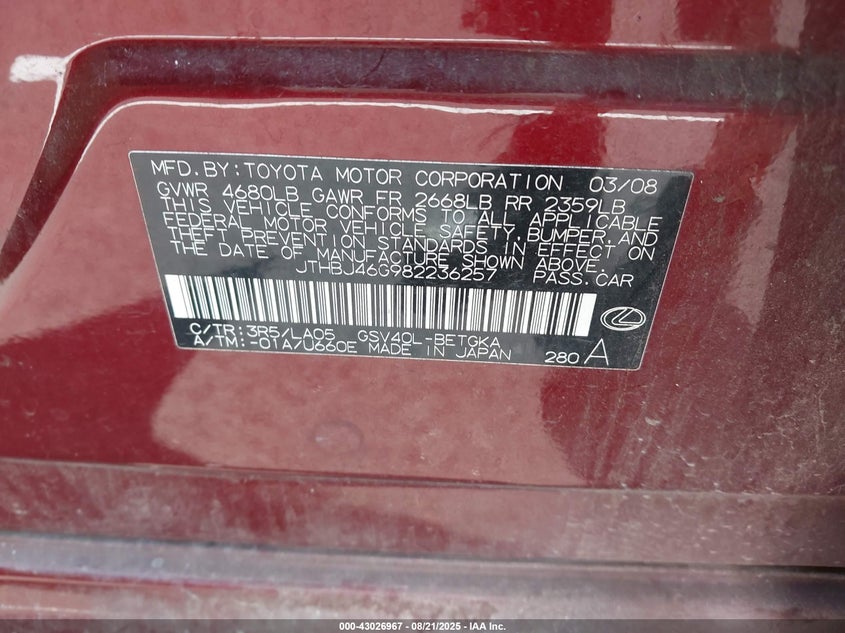 MFD.BY:TOYOTA MOTOR CORPORATION 03/08
GVWR 4680LB GAWR FR 2668LB RR 2359LB
THIS VEHICLE CONFORMS TO ALL APPLICABLE
FEDERAL MOTOR VEHICLE SAFETY,BUMPER,AND
THEFT PREVENTION STANDARDS IN EFFECT ON
THE DATE OF MANUFACTURE SHOWN ABOVE.
JTHBJ46G982236257 PASS.CAR
C/TR:3R5/LA05 GSV40L-BETGKA
A/TM:-01A/U660E MADE IN JAPAN 280 A
000-43026967 - 08/21/2025 - IAA Inc.